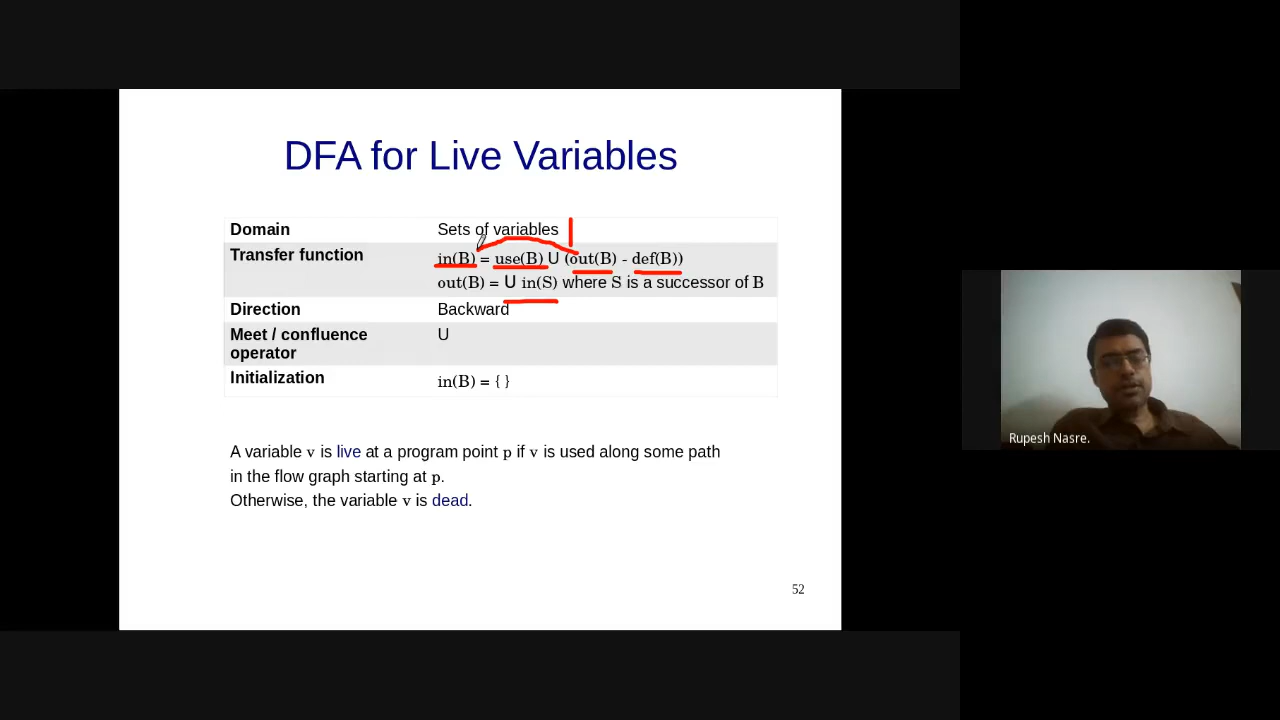 DFA for Live Variables
Domain Sets of variables
Transfer function in(B) = use(B) U (out(B) - def(B))
out(B) = U in(S) where S is a successor of B
Direction Backward
Meet / confluence operator U
Initialization in(B) = { }
A variable v is live at a program point p if v is used along some path
in the flow graph starting at p.
Otherwise, the variable v is dead.
52
Rupesh Nasre.